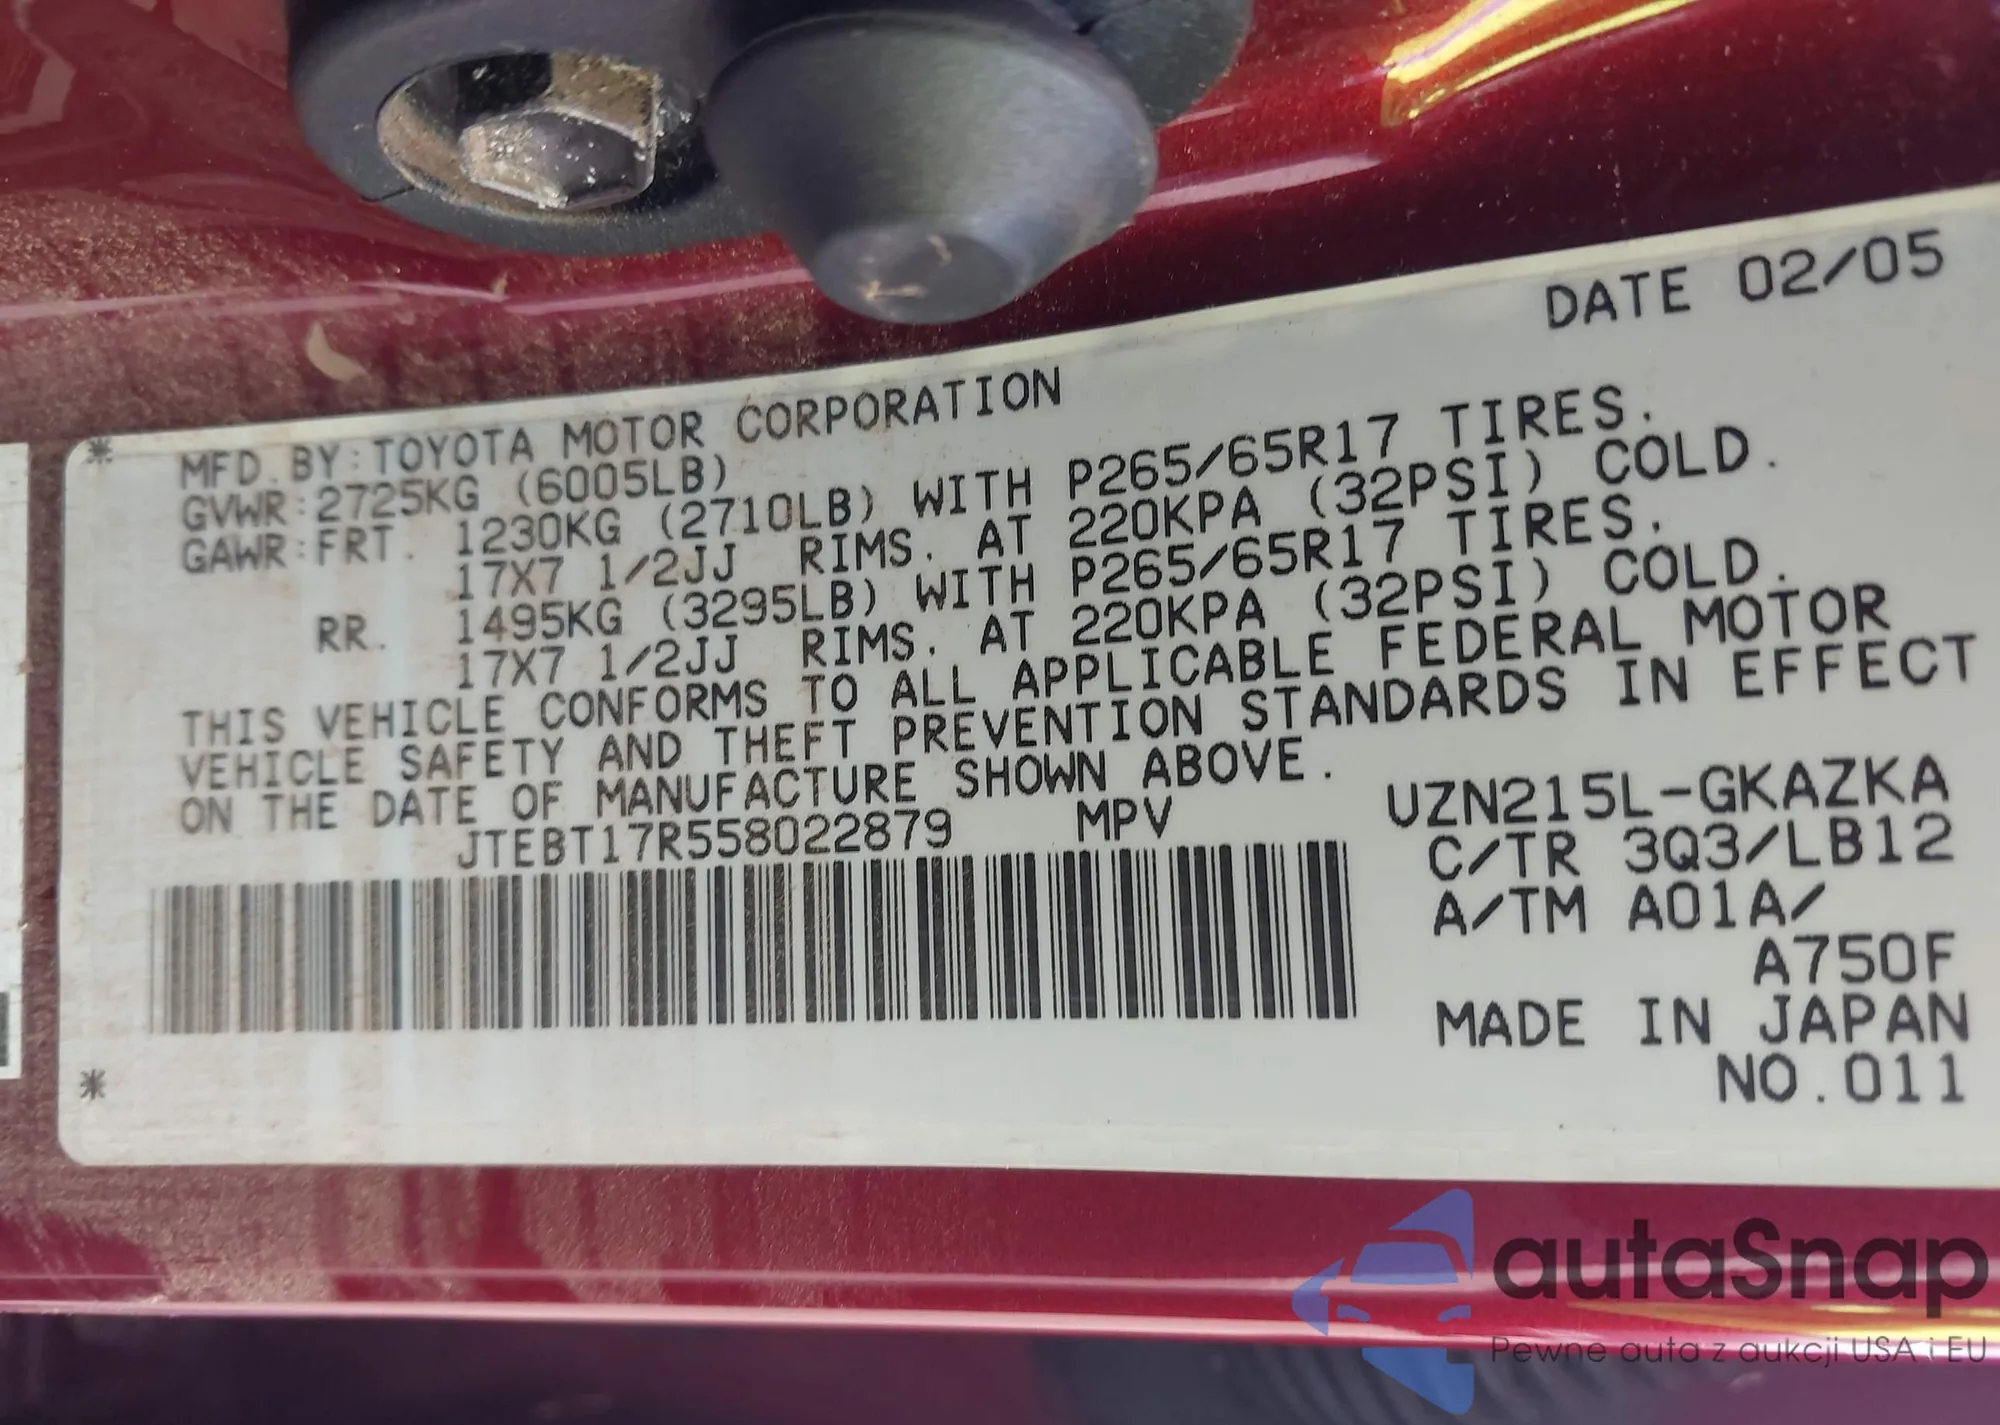 DATE 02/05
* MFD.BY:TOYOTA MOTOR CORPORATION
GVWR:2725KG (6005LB)
GAWR:FRT. 1230KG (2710LB) WITH P265/65R17 TIRES.
17X7 1/2JJ RIMS. AT 220KPA (32PSI) COLD.
RR. 1495KG (3295LB) WITH P265/65R17 TIRES.
17X7 1/2JJ RIMS. AT 220KPA (32PSI) COLD.
THIS VEHICLE CONFORMS TO ALL APPLICABLE FEDERAL MOTOR
VEHICLE SAFETY AND THEFT PREVENTION STANDARDS IN EFFECT
ON THE DATE OF MANUFACTURE SHOWN ABOVE.
JTEBT17R558022879 MPV
UZN215L-GKAZKA
C/TR 3Q3/LB12
A/TM A01A/
A750F
MADE IN JAPAN
NO.011
*
autaSnap
Pewne auta z aukcji USA i EU